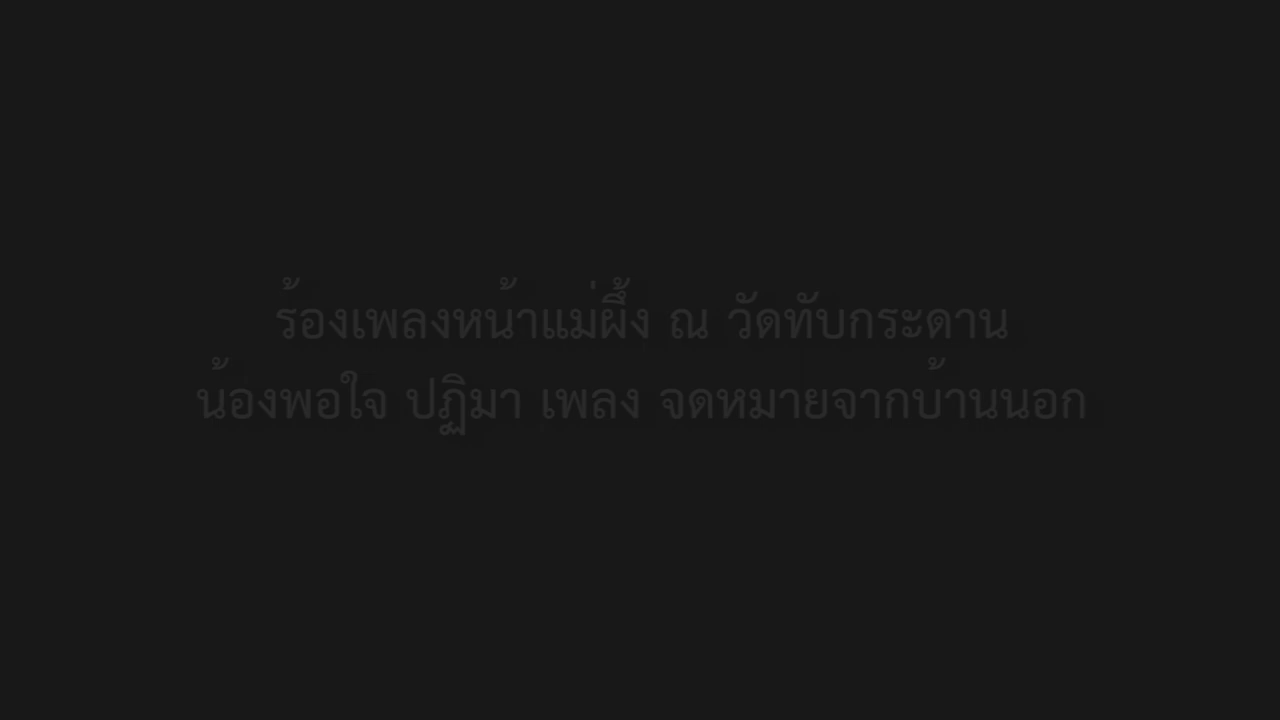 ร้องเพลงหน้าแม่ผึ้ง ณ วัดทับกระดาน
น้องพอใจ ปฏิมา เพลง จดหมายจากบ้านนอก